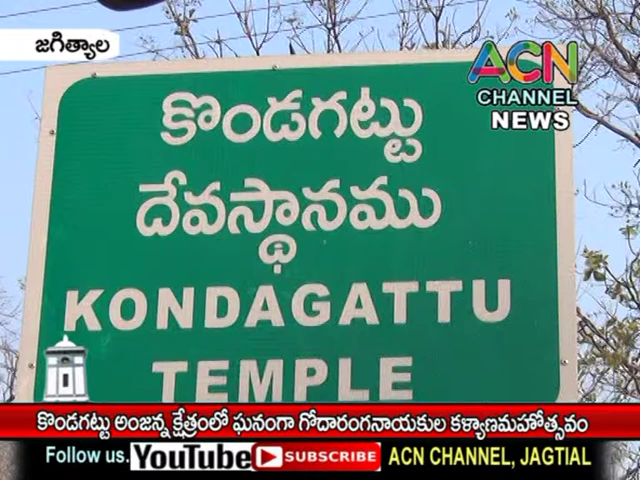 జగిత్యాల
ACN
CHANNEL
NEWS
కొండగట్టు
దేవస్థానము
KONDAGATTU
TEMPLE
కొండగట్టు అంజన్న క్షేత్రంలో ఘనంగా గోదారంగనాయకుల కళ్యాణమహోత్సవం
Follow us. YouTube SUBSCRIBE ACN CHANNEL, JAGTIAL